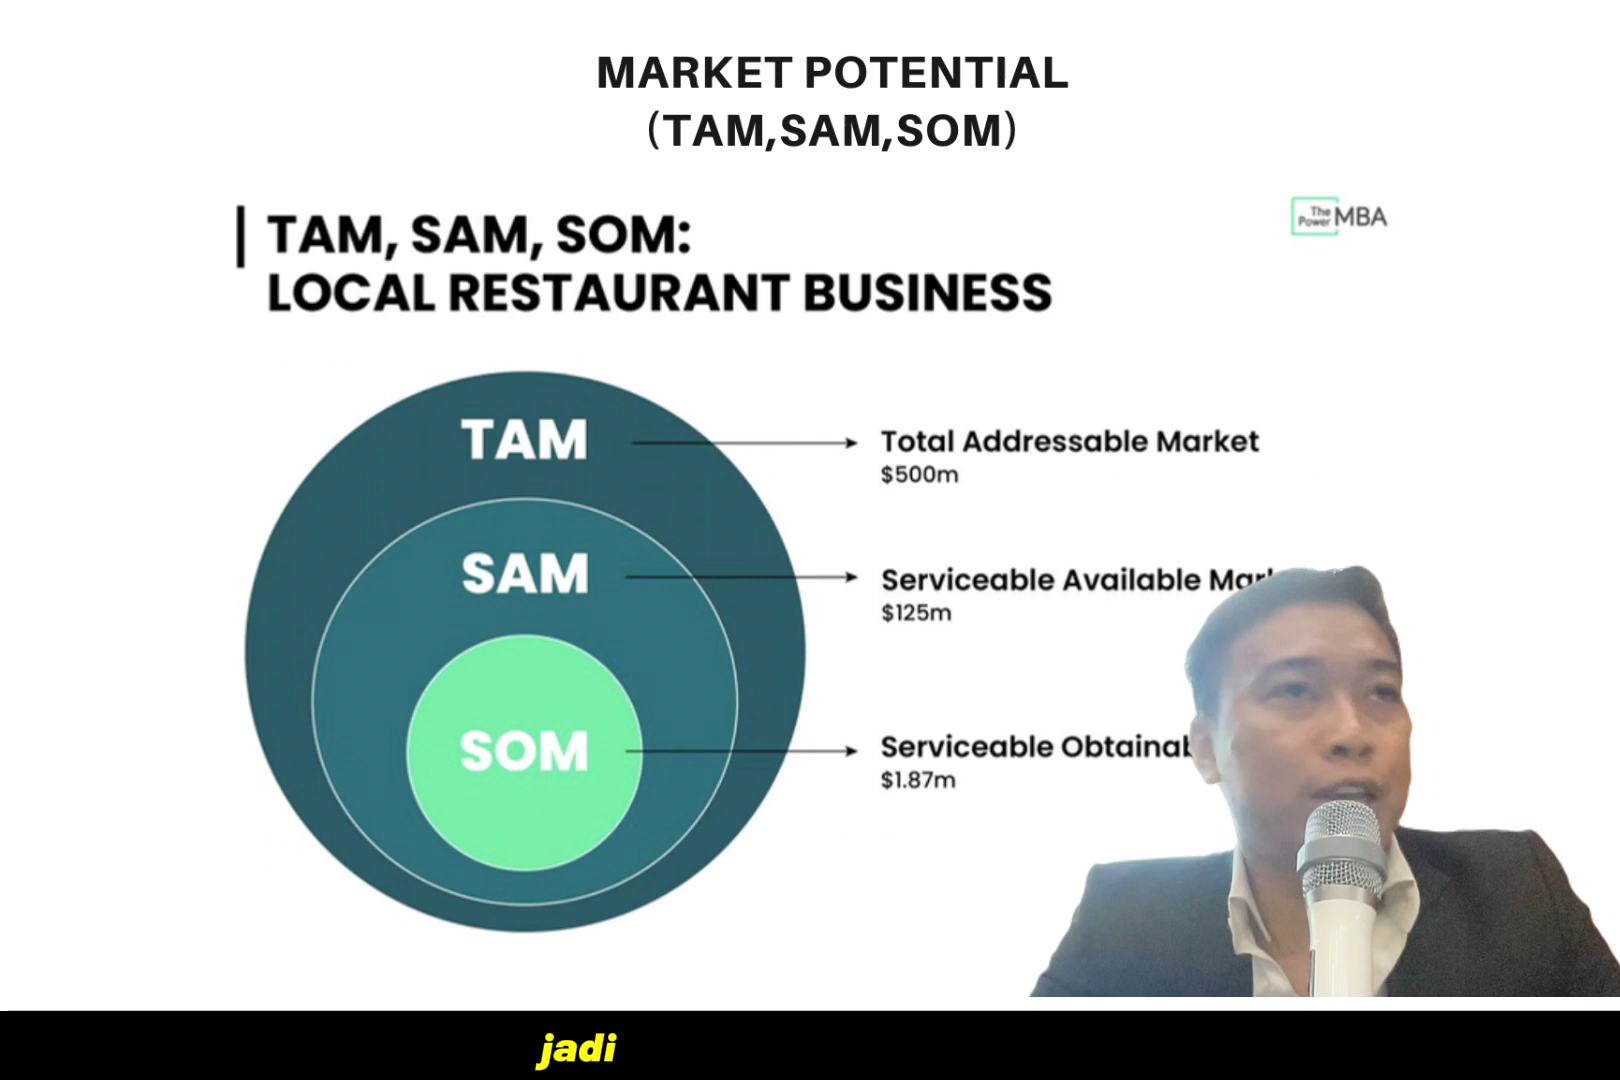 MARKET POTENTIAL
(TAM,SAM,SOM)
TAM, SAM, SOM:
LOCAL RESTAURANT BUSINESS
The Power MBA
TAM
Total Addressable Market
$500m
SAM
Serviceable Available
$125m
SOM
Serviceable
$1.87m
jadi